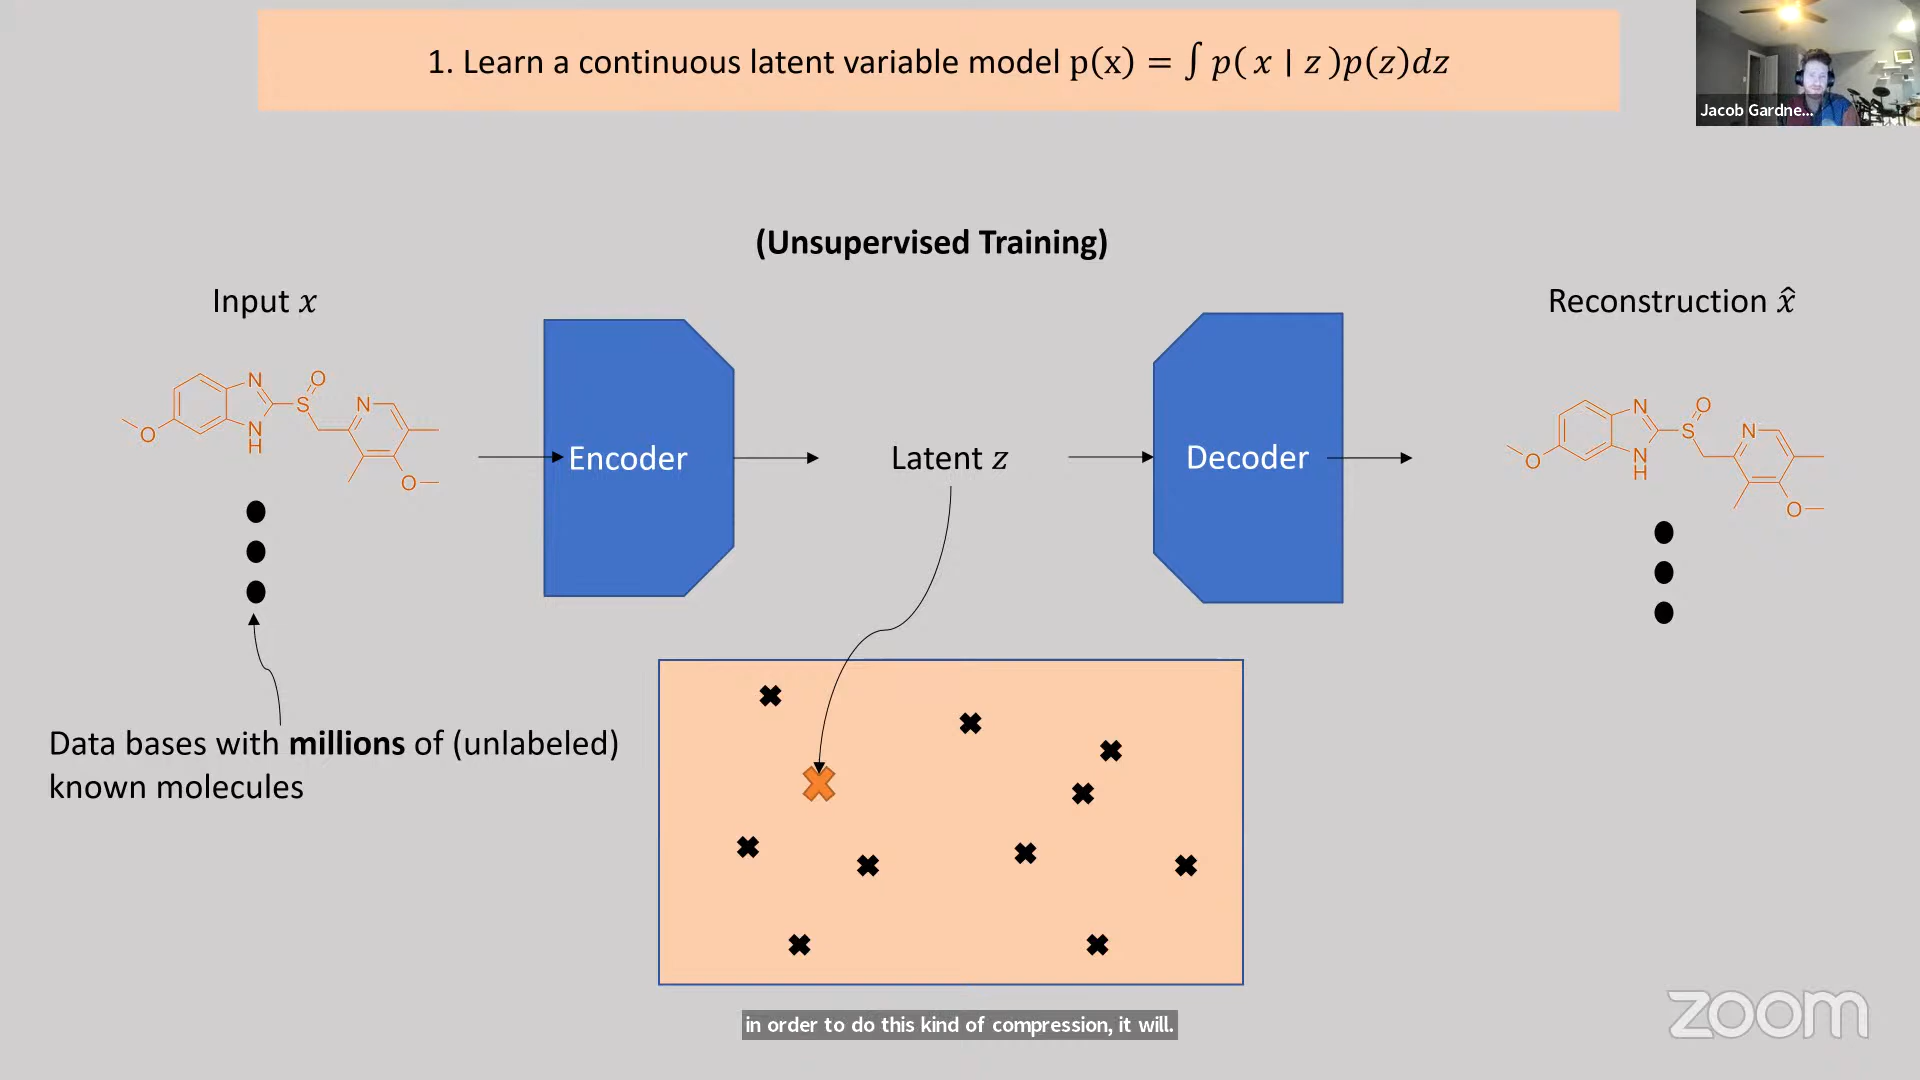 1. Learn a continuous latent variable model p(x) = ∫ p( x | z )p(z)dz
Jacob Gardne...
(Unsupervised Training)
Input x
Reconstruction x̂
N
O
S
N
H
N
O
O
Encoder
Latent z
Decoder
N
O
S
N
H
N
O
O
Data bases with millions of (unlabeled)
known molecules
in order to do this kind of compression, it will.
zoom